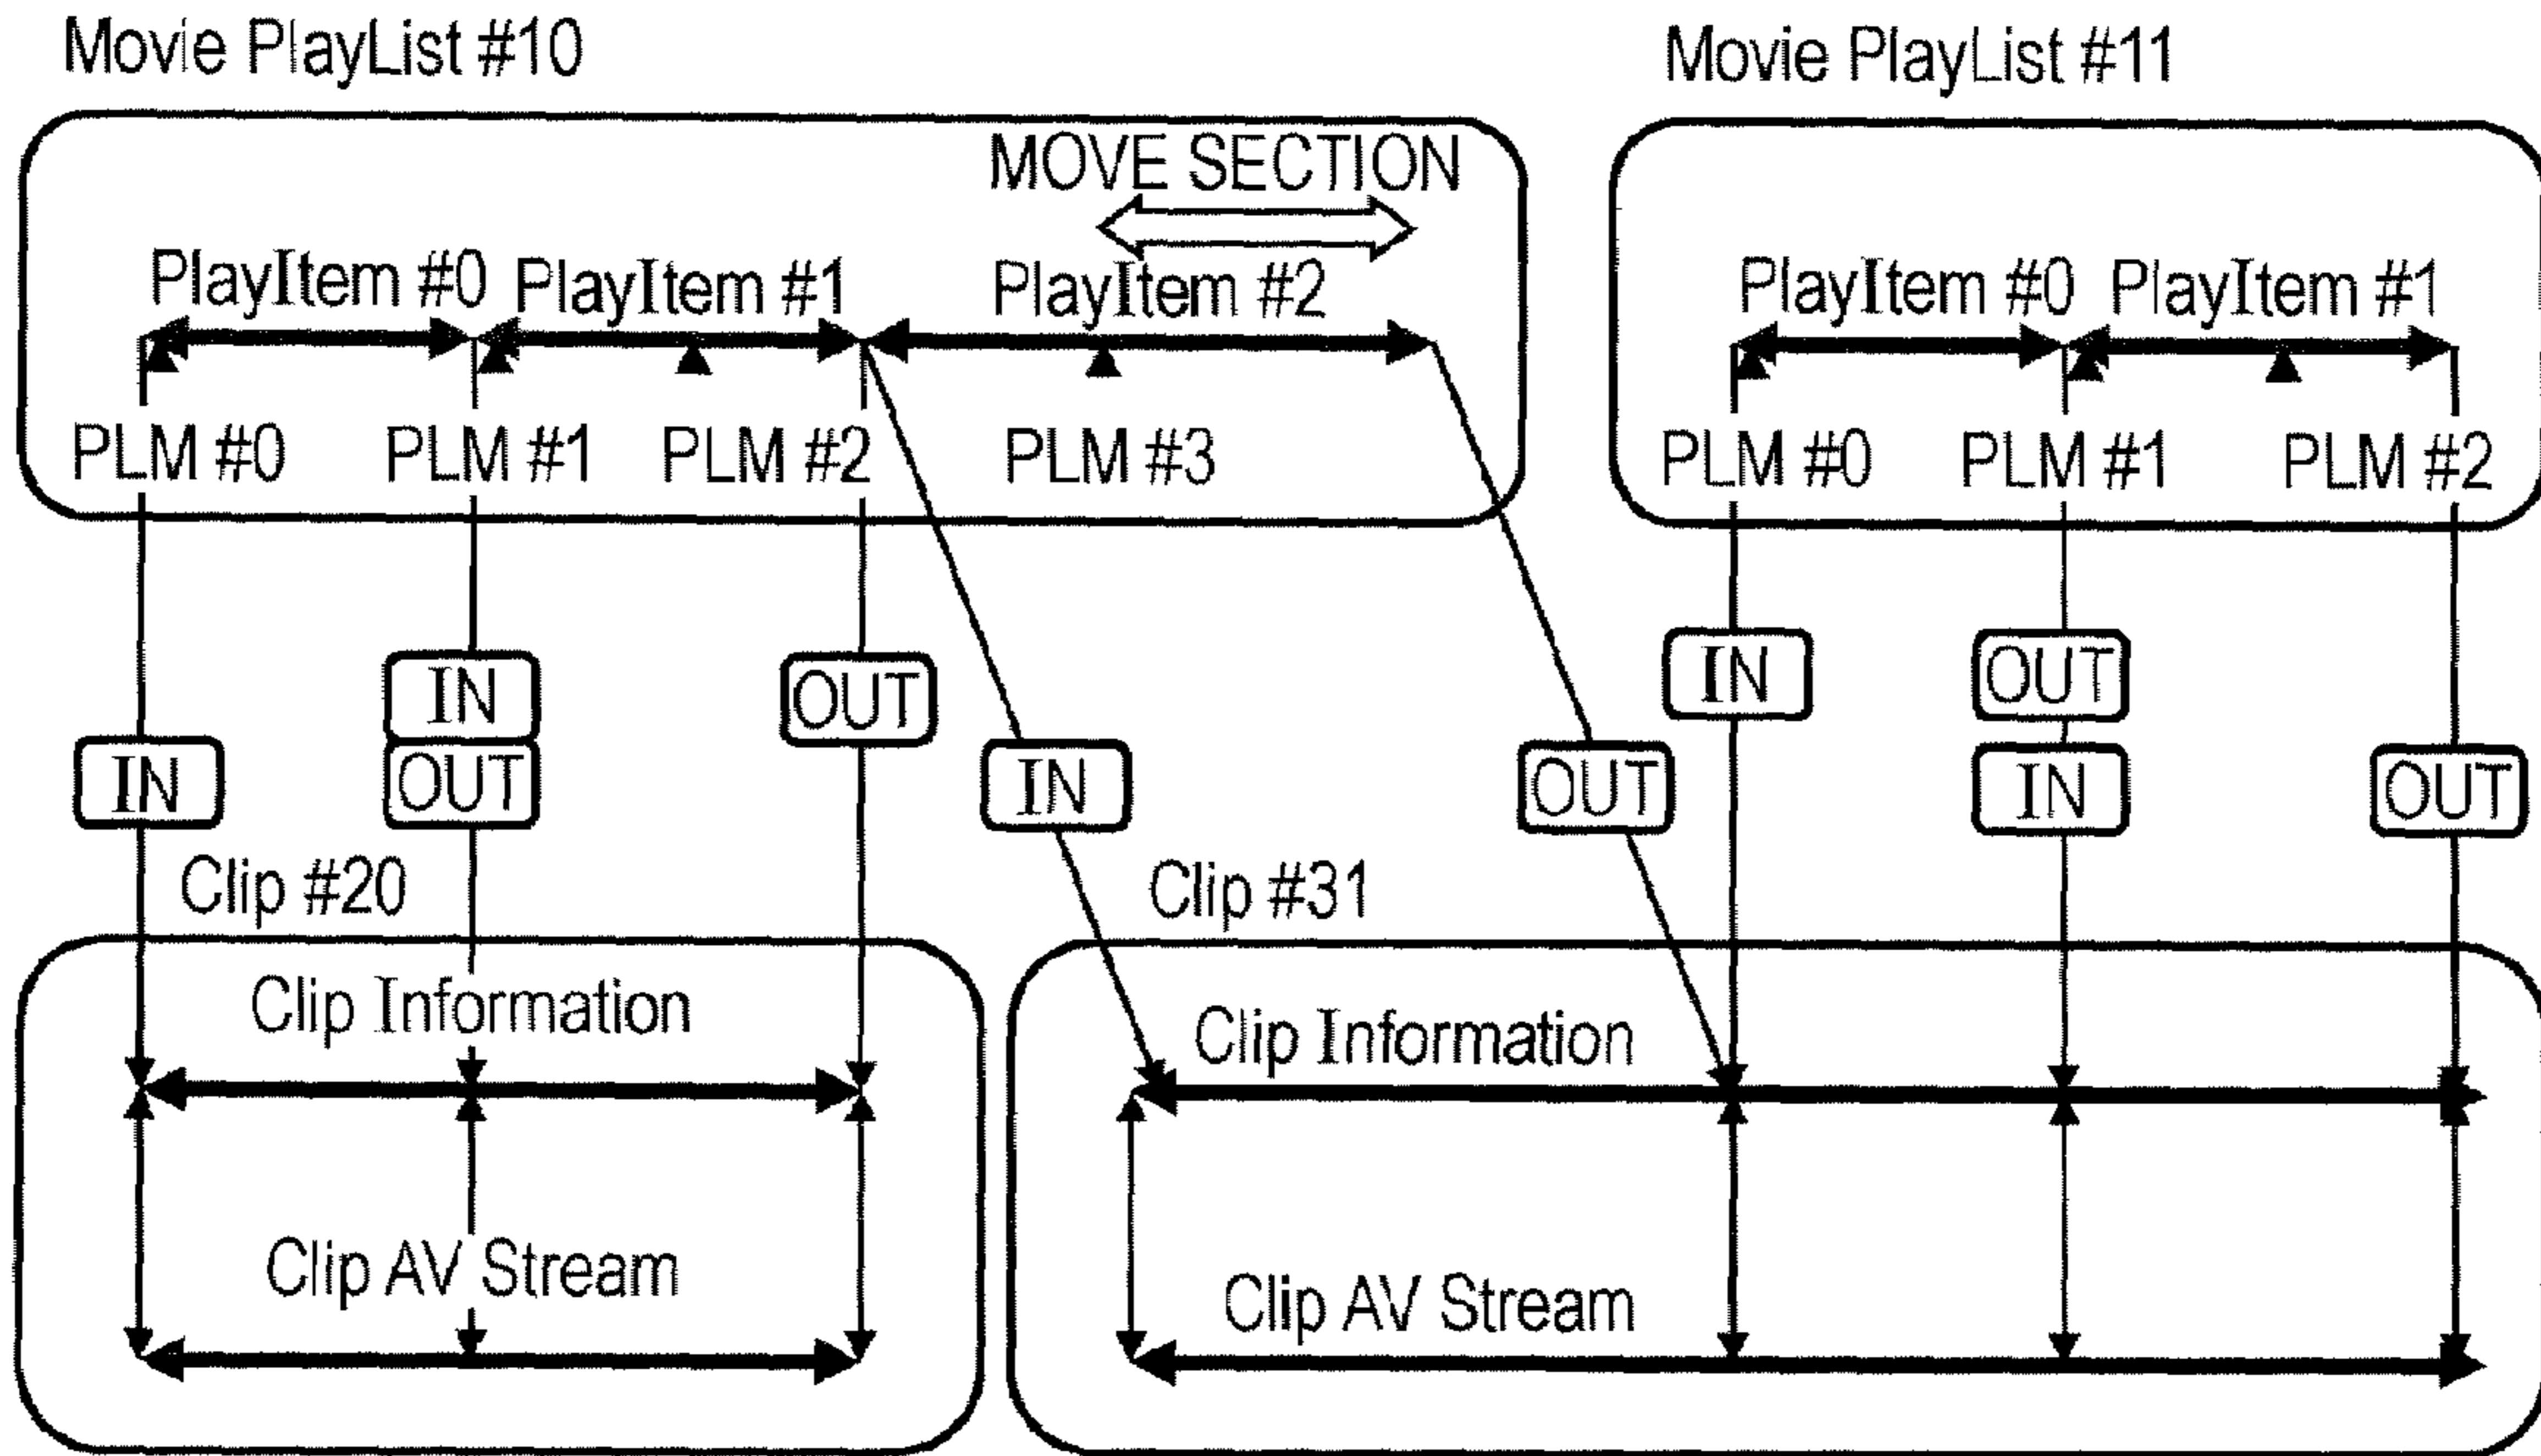 Movie PlayList #10
Movie PlayList #11
MOVE SECTION
PlayItem #0
PlayItem #1
PlayItem #2
PlayItem #0
PlayItem #1
PLM #0
PLM #1
PLM #2
PLM #3
PLM #0
PLM #1
PLM #2
IN
OUT
IN
OUT
IN
OUT
IN
OUT
IN
OUT
Clip #20
Clip #31
Clip Information
Clip Information
Clip AV Stream
Clip AV Stream